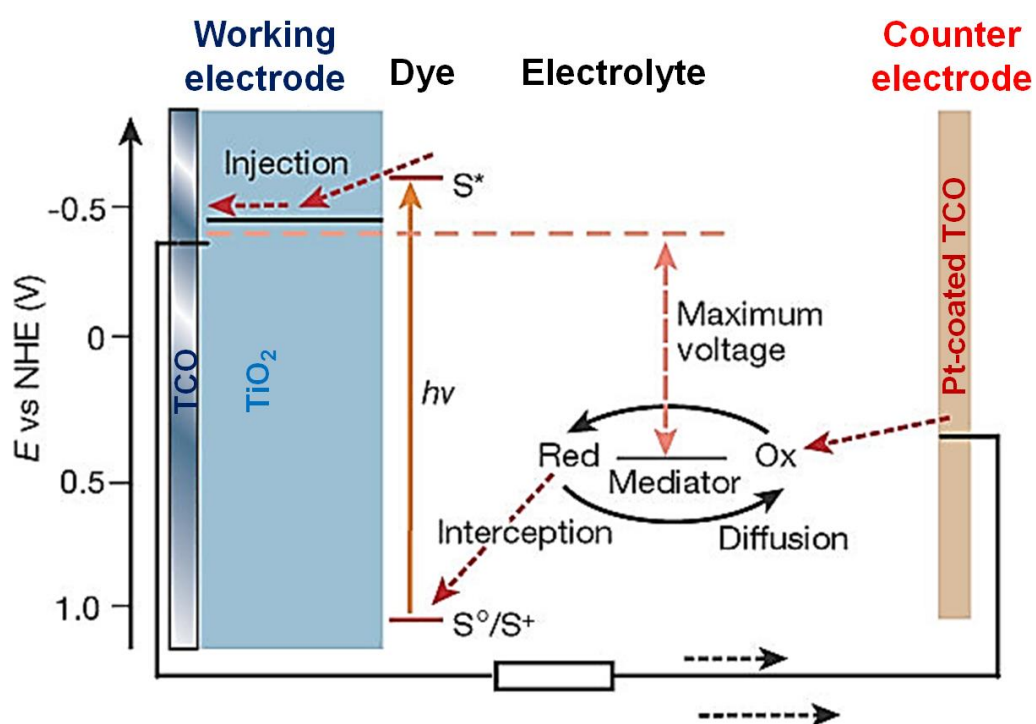 Working
electrode
Dye
Electrolyte
Counter
electrode
Injection
S*
-0.5
E vs NHE (V)
0
TCO
TiO₂
hν
Maximum
voltage
Pt-coated TCO
Red
Ox
Mediator
0.5
Interception
Diffusion
1.0
S⁰/S⁺